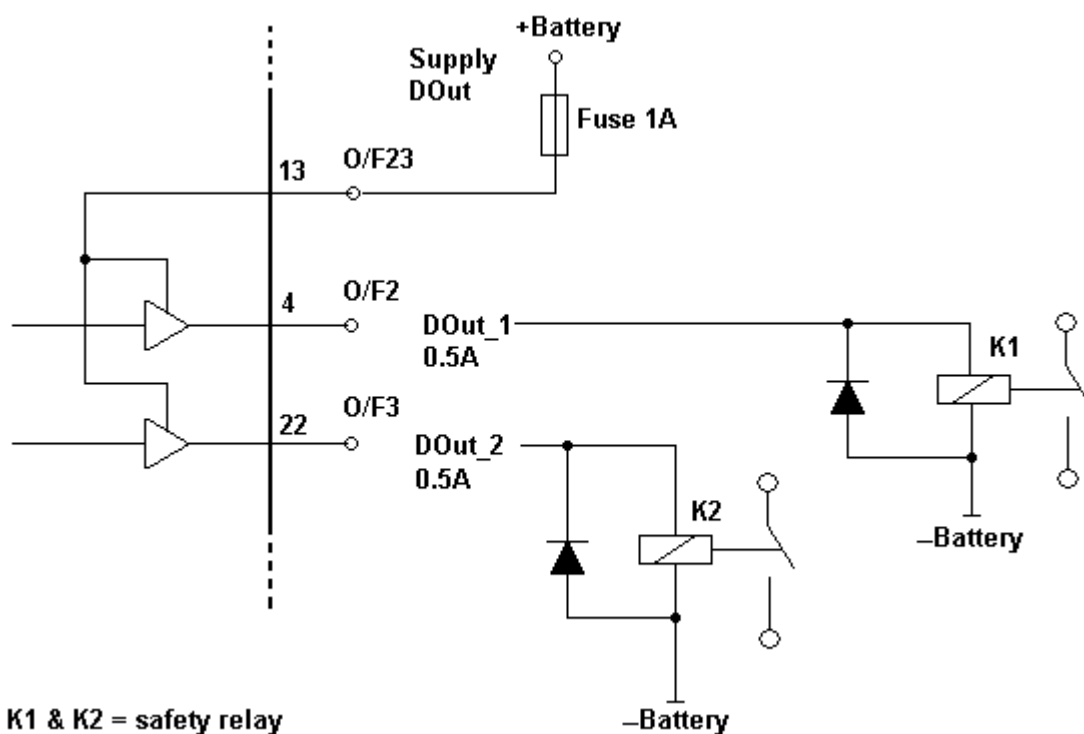 +Battery
Supply
DOut
Fuse 1A
13
O/F23
4
O/F2
DOut_1
0.5A
K1
22
O/F3
DOut_2
0.5A
K2
–Battery
–Battery
K1 & K2 = safety relay